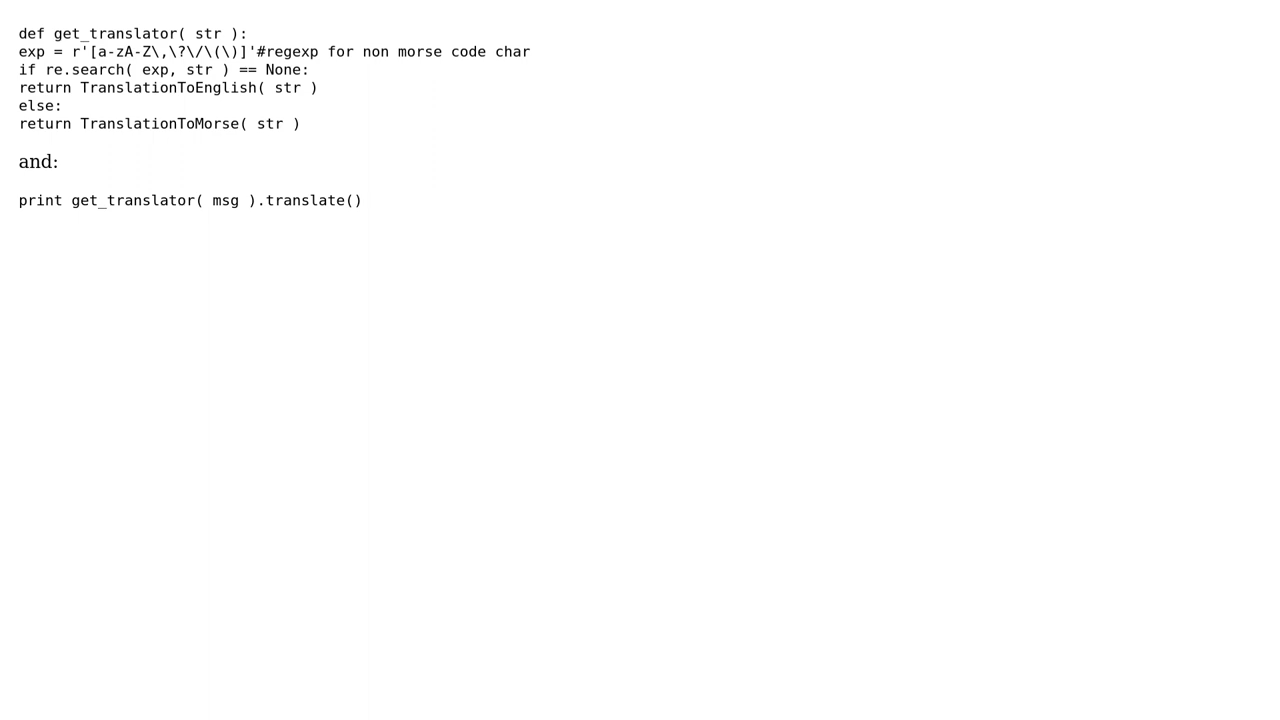 def get_translator( str ):
exp = r'[a-zA-Z\,\?\/\(\)]'#regexp for non morse code char
if re.search( exp, str ) == None:
return TranslationToEnglish( str )
else:
return TranslationToMorse( str )
and:
print get_translator( msg ).translate()